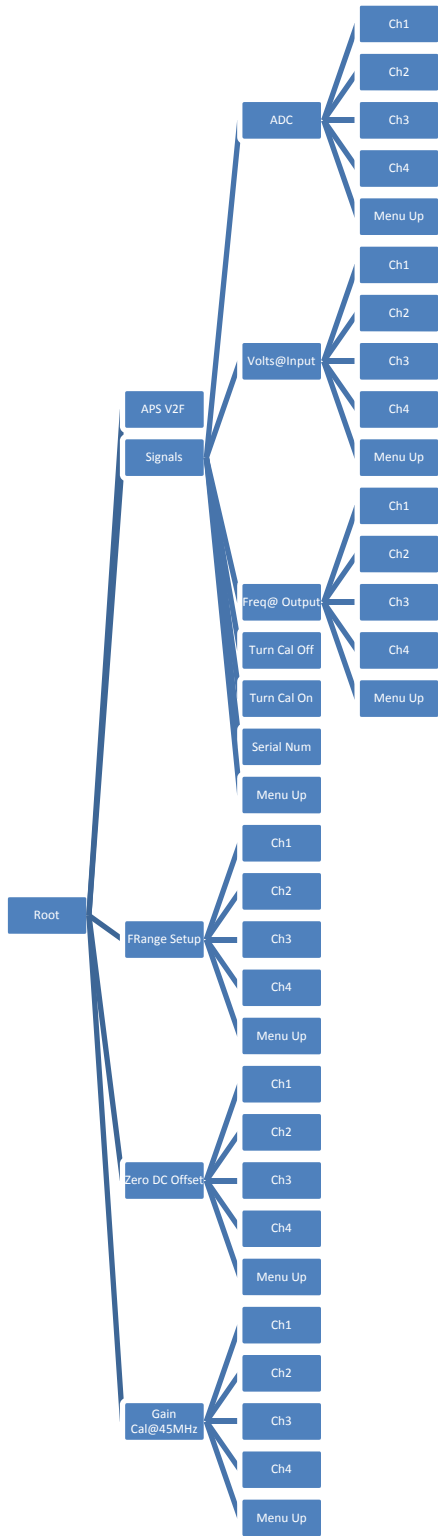 Ch1
Ch2
ADC
Ch3
Ch4
Menu Up
Ch1
Ch2
Volts@Input
Ch3
APS V2F
Ch4
Signals
Menu Up
Ch1
Ch2
Freq@ Output
Ch3
Turn Cal Off
Ch4
Turn Cal On
Menu Up
Serial Num
Menu Up
Ch1
Ch2
Root
FRange Setup
Ch3
Ch4
Menu Up
Ch1
Ch2
Zero DC Offset
Ch3
Ch4
Menu Up
Ch1
Ch2
Gain
Cal@45MHz
Ch3
Ch4
Menu Up